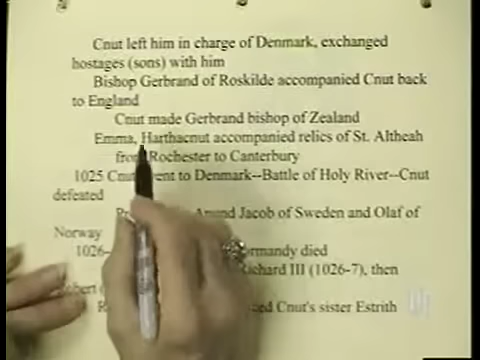 Cnut left him in charge of Denmark, exchanged
hostages (sons) with him
Bishop Gerbrand of Roskilde accompanied Cnut back
to England
Cnut made Gerbrand bishop of Zealand
Emma, Harthacnut accompanied relics of St. Altheah
from Rochester to Canterbury
1025 Cnut went to Denmark--Battle of Holy River--Cnut
defeated
Anund Jacob of Sweden and Olaf of
Norway
1026- died
III (1026-7), then
Cnut's sister Estrith